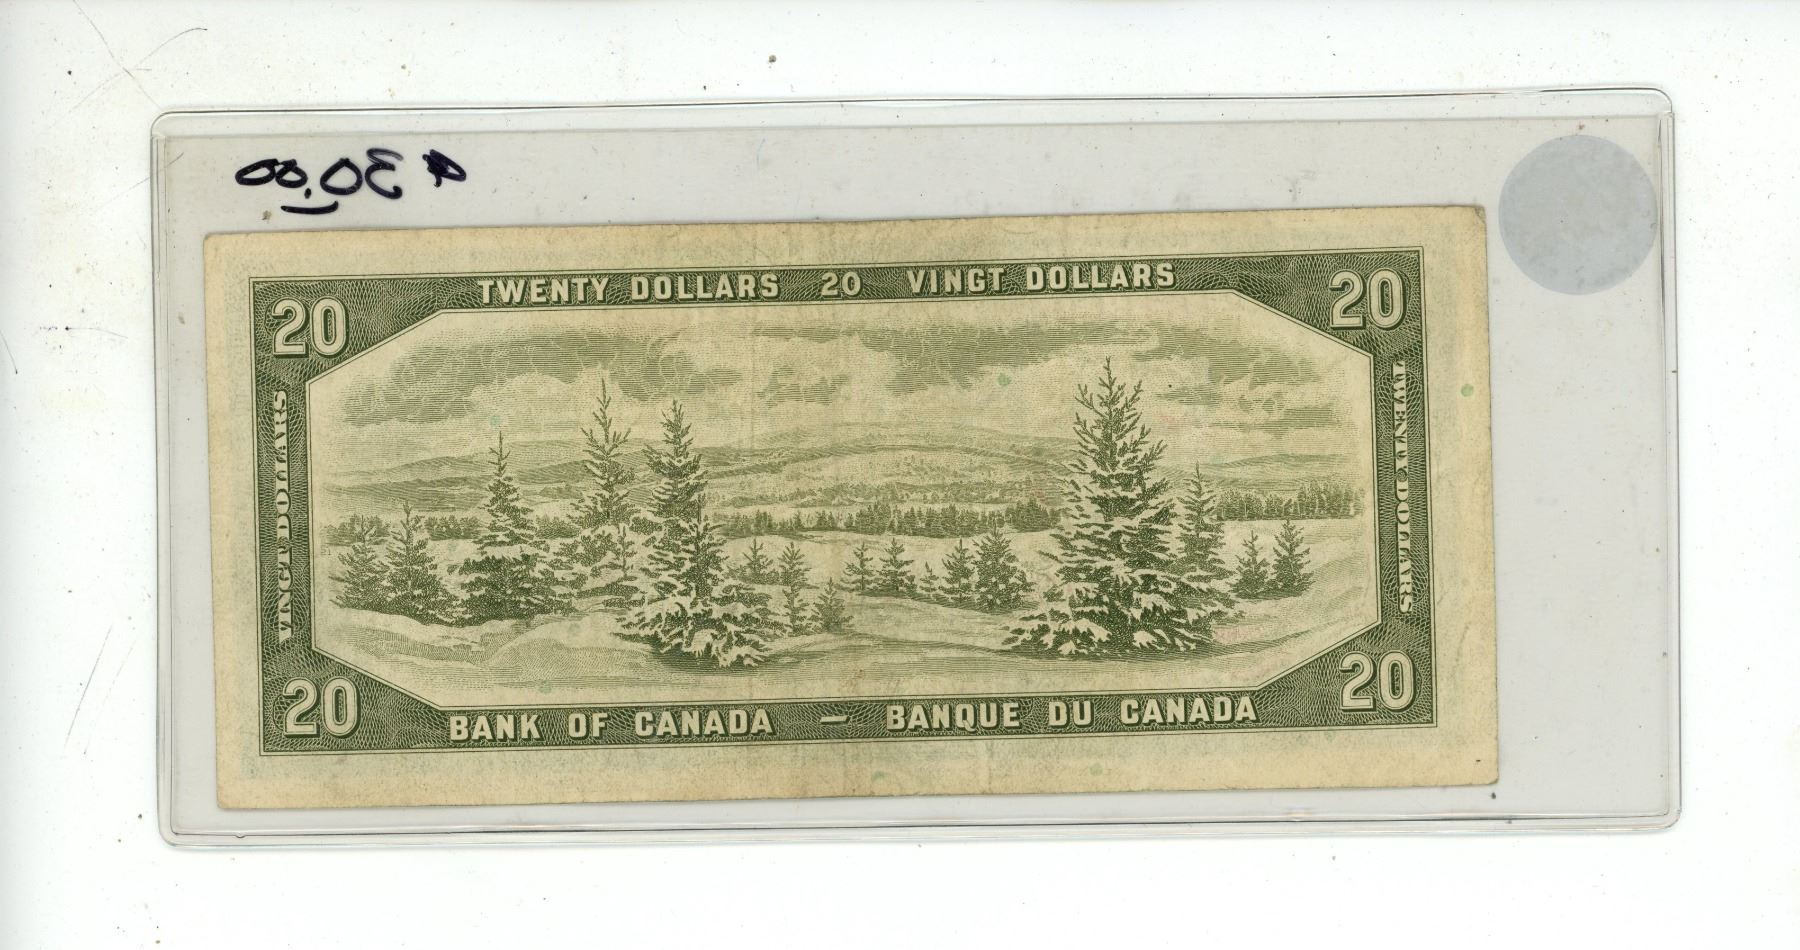 $ 30.00
TWENTY DOLLARS 20 VINGT DOLLARS
20
20
VINGT DOLLARS
TWENTY DOLLARS
20
20
BANK OF CANADA — BANQUE DU CANADA